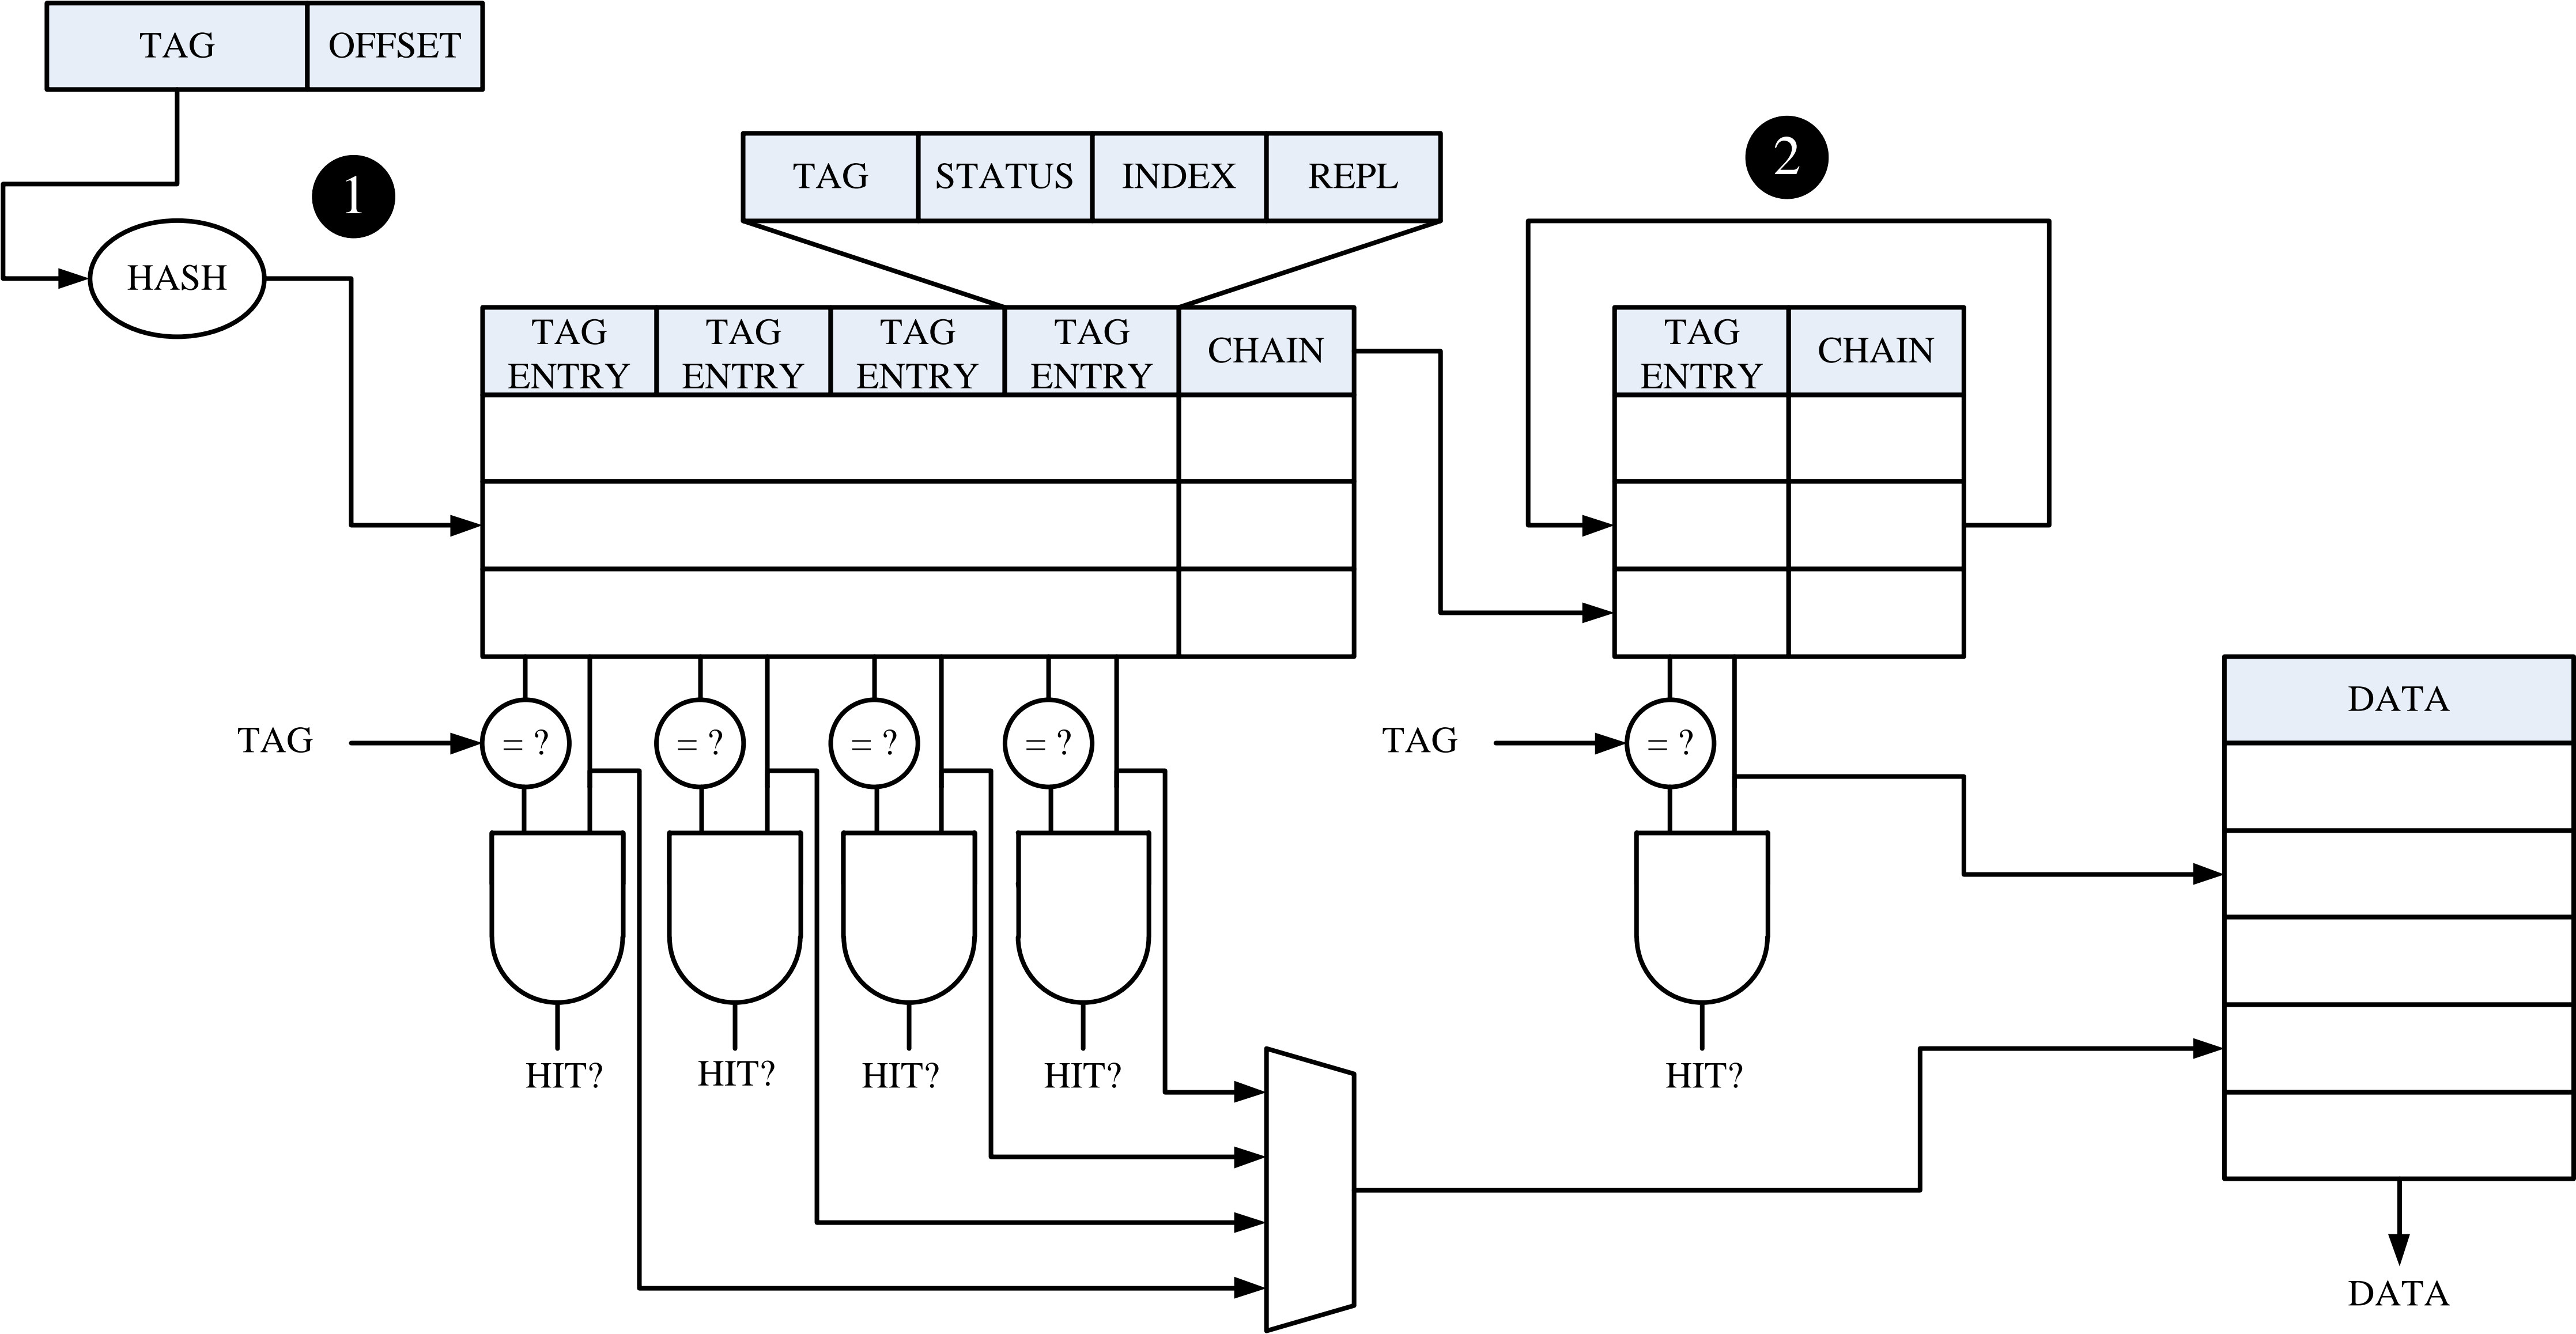 TAG OFFSET
1
HASH
TAG STATUS INDEX REPL
2
TAG ENTRY
TAG ENTRY
TAG ENTRY
TAG ENTRY
CHAIN
TAG ENTRY
CHAIN
TAG
= ?
= ?
= ?
= ?
TAG
= ?
DATA
HIT?
HIT?
HIT?
HIT?
HIT?
DATA